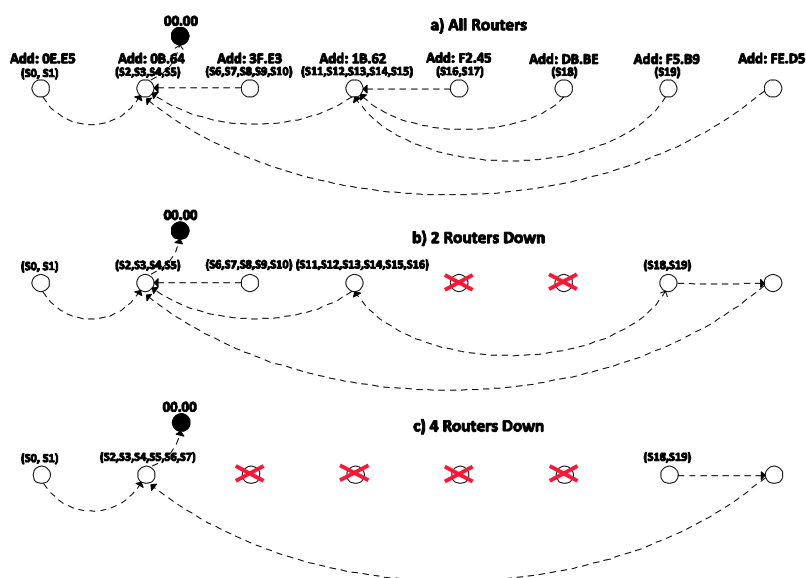 00.00
a) All Routers
Add: 0E.E5 Add: 0B.64 Add: 3F.E3 Add: 1B.62 Add: F2.45 Add: DB.BE Add: F5.B9 Add: FE.D5
(S0, S1) (S2,S3,S4,S5) (S6,S7,S8,S9,S10) (S11,S12,S13,S14,S15) (S16,S17) (S18) (S19)
00.00
b) 2 Routers Down
(S0, S1) (S2,S3,S4,S5) (S6,S7,S8,S9,S10) (S11,S12,S13,S14,S15,S16) (S18,S19)
00.00
c) 4 Routers Down
(S0, S1) (S2,S3,S4,S5,S6,S7) (S18,S19)